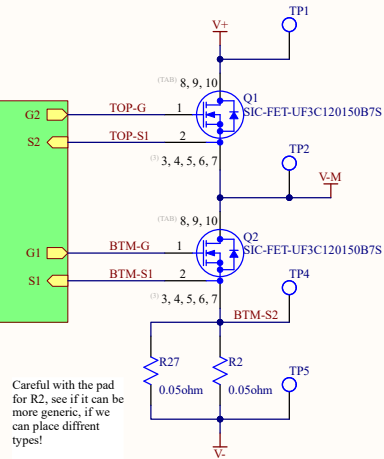 TP1
V+
(TAB) 8, 9, 10
Q1
G2 TOP-G 1
SIC-FET-UF3C120150B7S
S2 TOP-S1 2
(3) 3, 4, 5, 6, 7
TP2
V-M
(TAB) 8, 9, 10
Q2
G1 BTM-G 1
SIC-FET-UF3C120150B7S
S1 BTM-S1 2
TP4
(3) 3, 4, 5, 6, 7
BTM-S2
R27 R2
TP5
0.05ohm 0.05ohm
Careful with the pad
for R2, see if it can be
more generic, if we
can place diffrent
types!
V-